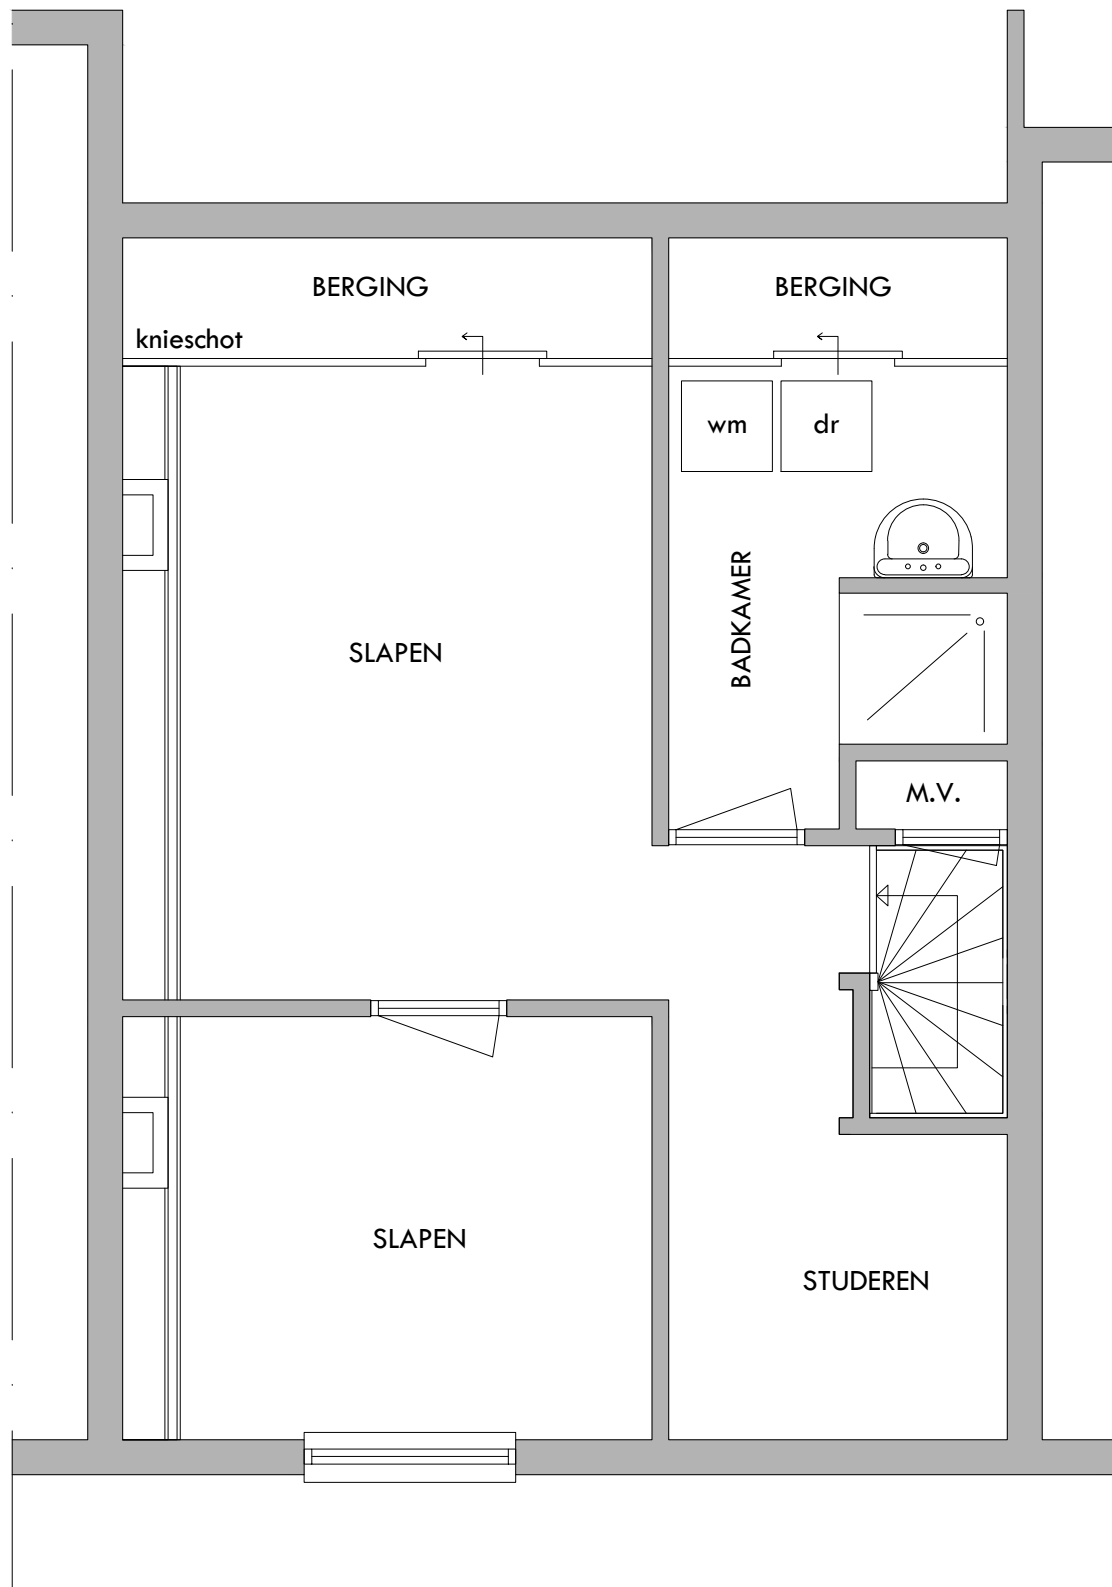 BERGING
BERGING
knieschot
wm
dr
BADKAMER
SLAPEN
M.V.
SLAPEN
STUDEREN